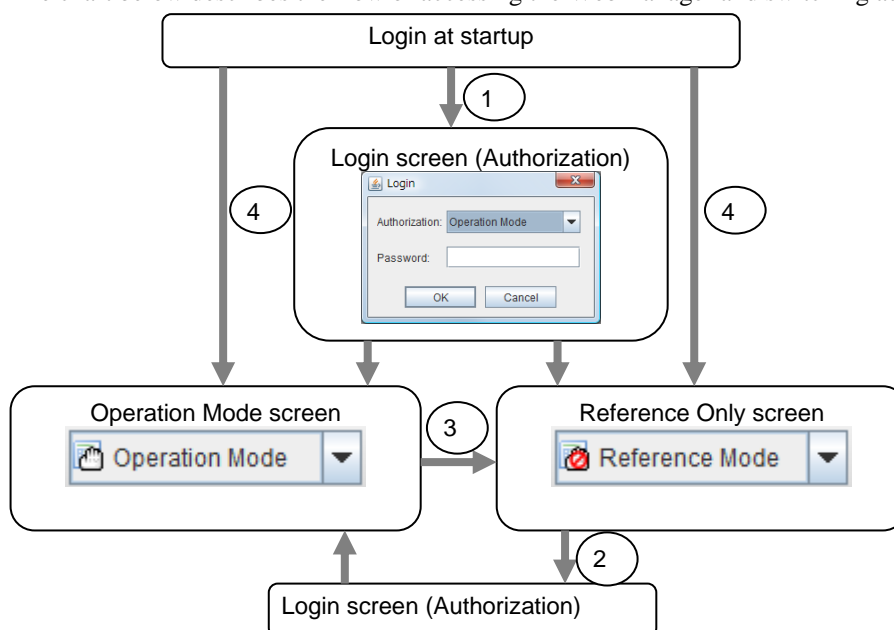 Login at startup
1
Login screen (Authorization)
Login
Authorization: Operation Mode
Password:
OK Cancel
4
4
Operation Mode screen
Operation Mode
3
Reference Only screen
Reference Mode
2
Login screen (Authorization)